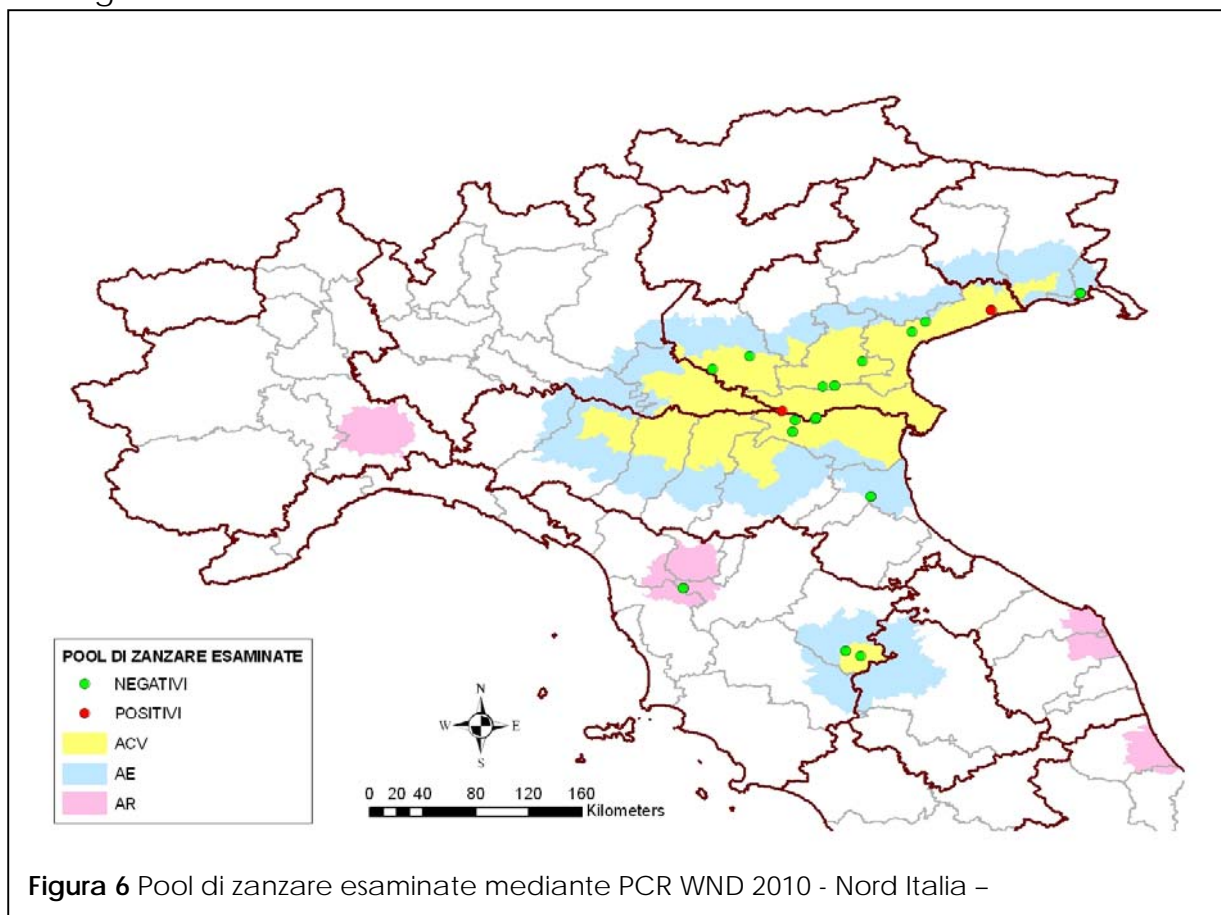 N
W E
S
POOL DI ZANZARE ESAMINATE
NEGATIVI
POSITIVI
ACV
AE
AR
0 20 40 80 120 160
Kilometers
Figura 6 Pool di zanzare esaminate mediante PCR WND 2010 - Nord Italia –